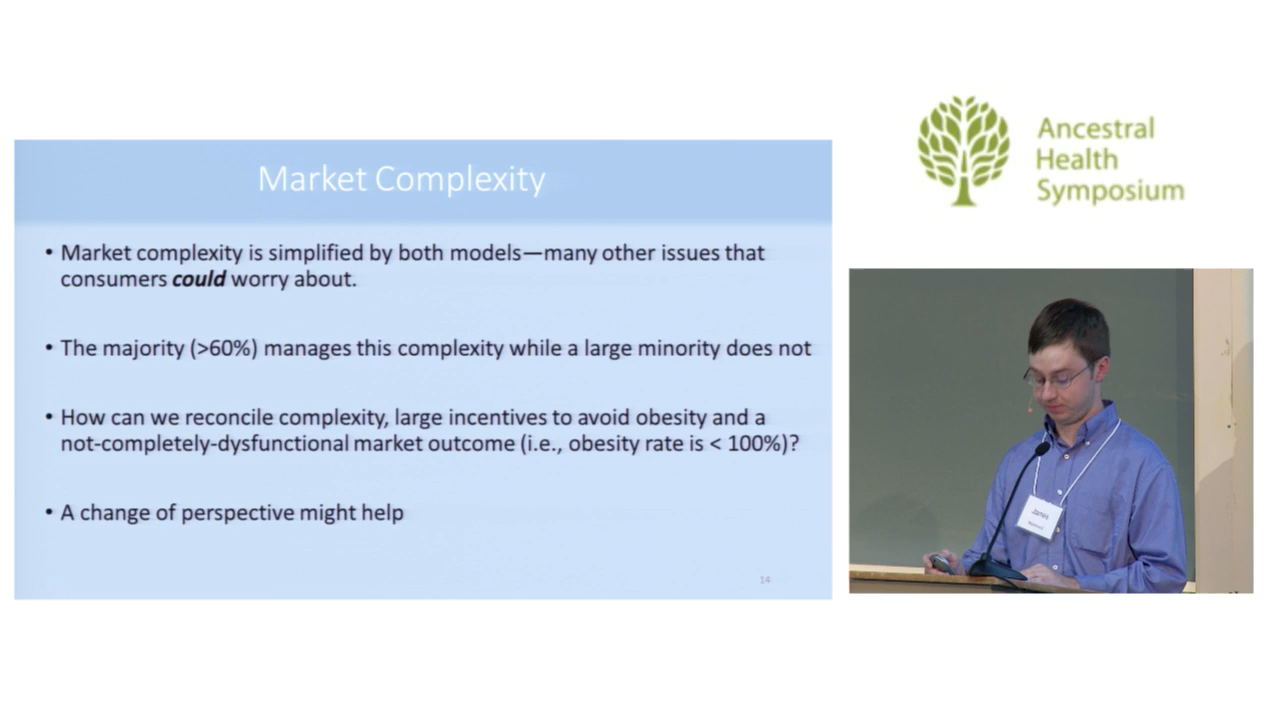 Market Complexity
• Market complexity is simplified by both models—many other issues that
consumers could worry about.
• The majority (>60%) manages this complexity while a large minority does not
• How can we reconcile complexity, large incentives to avoid obesity and a
not-completely-dysfunctional market outcome (i.e., obesity rate is < 100%)?
• A change of perspective might help
14
Ancestral
Health
Symposium
James